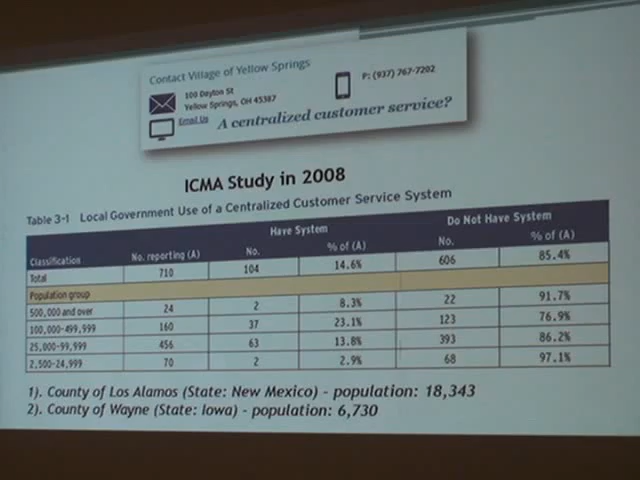 Contact Village of Yellow Springs
100 Dayton St
Yellow Springs, OH 45387
Email Us
P: (937) 767-7202
A centralized customer service?
ICMA Study in 2008
Table 3-1 Local Government Use of a Centralized Customer Service System
Have System Do Not Have System
Classification No. reporting (A) No. % of (A) No. % of (A)
Total 710 104 14.6% 606 85.4%
Population group
500,000 and over 24 2 8.3% 22 91.7%
100,000-499,999 160 37 23.1% 123 76.9%
25,000-99,999 456 63 13.8% 393 86.2%
2,500-24,999 70 2 2.9% 68 97.1%
1). County of Los Alamos (State: New Mexico) - population: 18,343
2). County of Wayne (State: Iowa) - population: 6,730